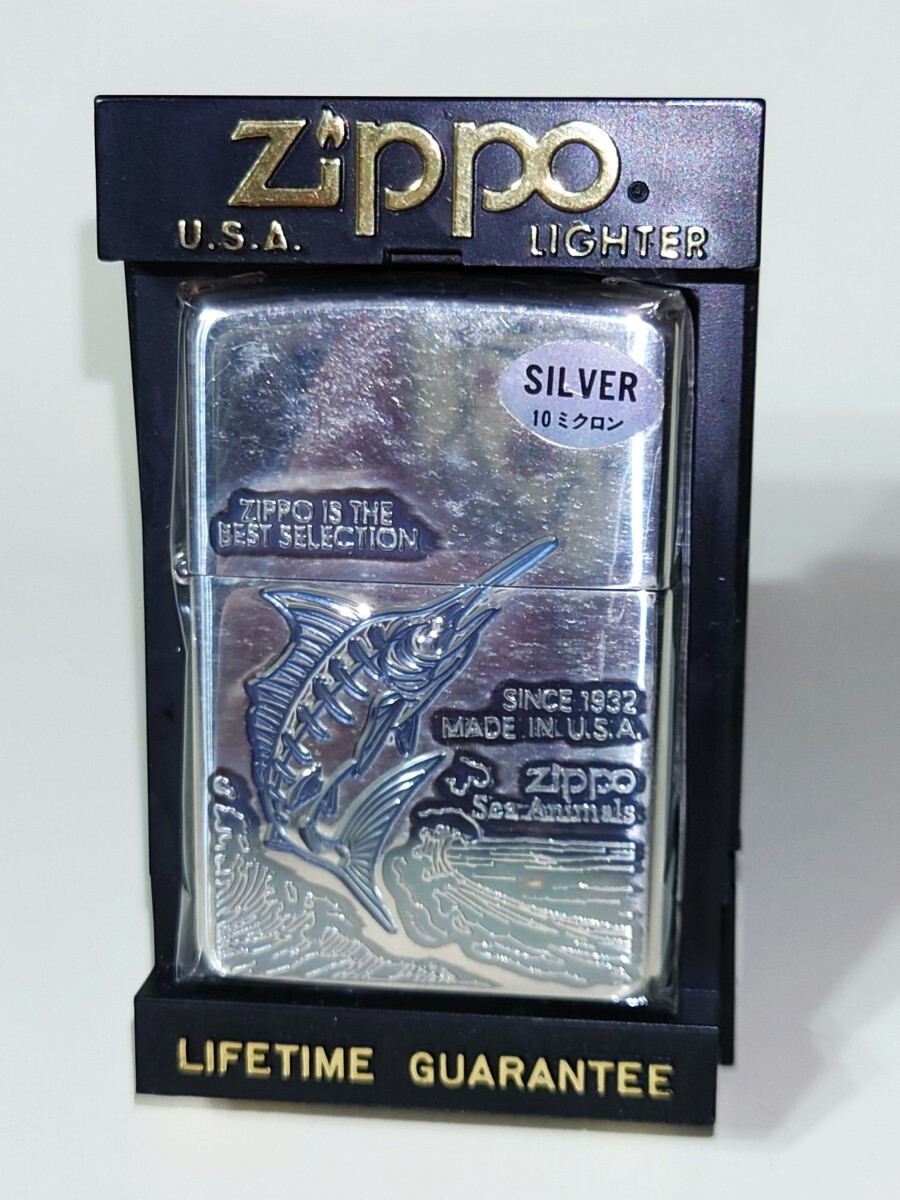 Zippo
U.S.A. LIGHTER
SILVER
10ミクロン
ZIPPO IS THE
BEST SELECTION
SINCE 1932
MADE IN U.S.A.
Zippo
Sea Animals
LIFETIME GUARANTEE